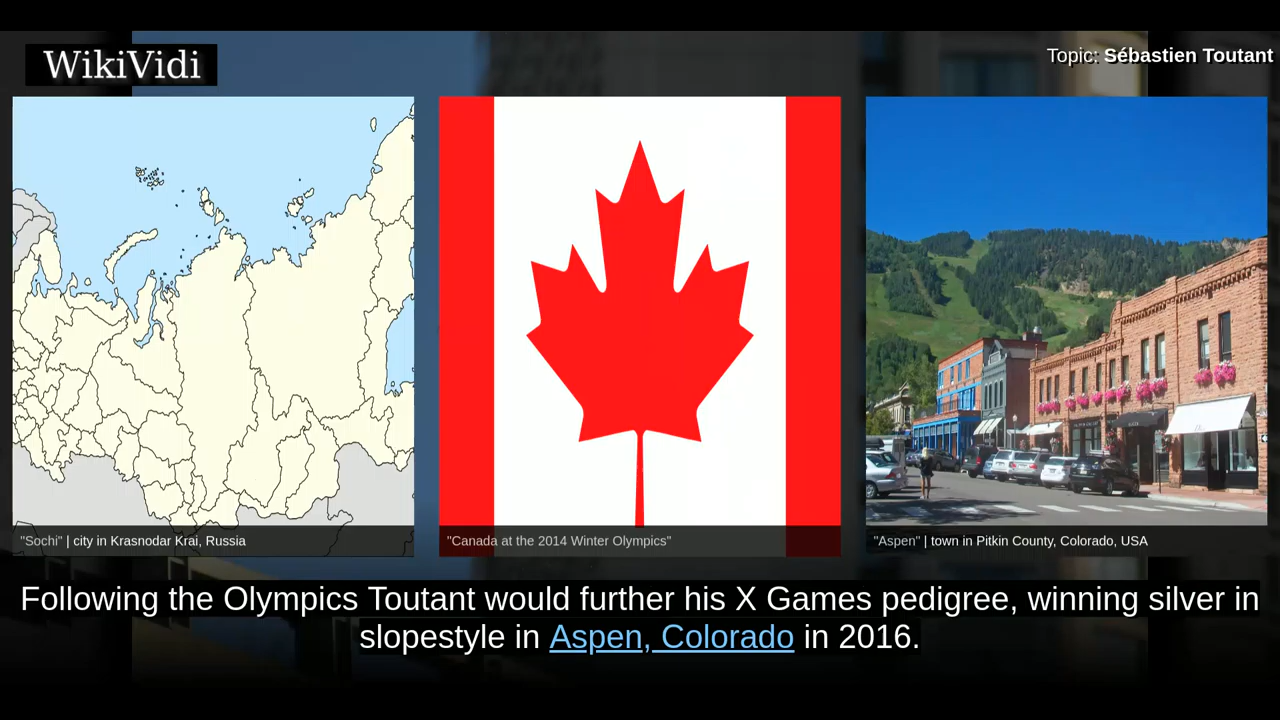 WikiVidi
Topic: Sébastien Toutant
"Sochi" | city in Krasnodar Krai, Russia
"Canada at the 2014 Winter Olympics"
"Aspen" | town in Pitkin County, Colorado, USA
Following the Olympics Toutant would further his X Games pedigree, winning silver in
slopestyle in Aspen, Colorado in 2016.